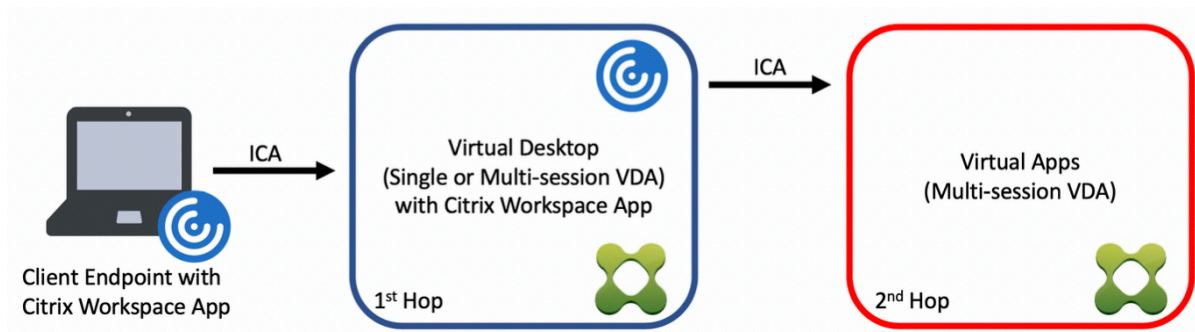 ICA
Client Endpoint with
Citrix Workspace App
Virtual Desktop
(Single or Multi-session VDA)
with Citrix Workspace App
1st Hop
ICA
Virtual Apps
(Multi-session VDA)
2nd Hop